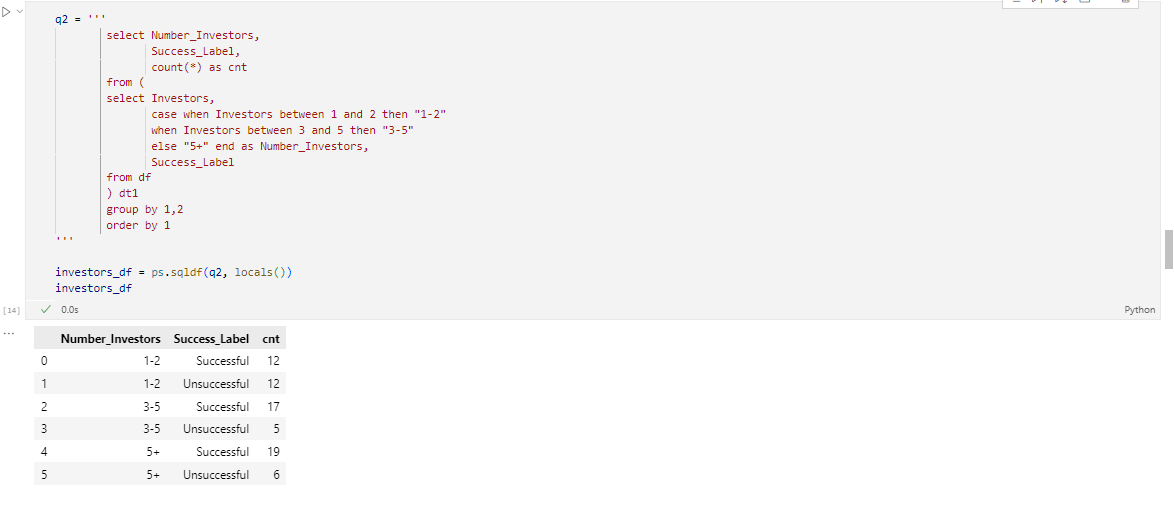 q2 = '''
select Number_Investors,
Success_Label,
count(*) as cnt
from (
select Investors,
case when Investors between 1 and 2 then "1-2"
when Investors between 3 and 5 then "3-5"
else "5+" end as Number_Investors,
Success_Label
from df
) dt1
group by 1,2
order by 1
'''
investors_df = ps.sqldf(q2, locals())
investors_df
[14] 0.0s Python
...
Number_Investors Success_Label cnt
0 1-2 Successful 12
1 1-2 Unsuccessful 12
2 3-5 Successful 17
3 3-5 Unsuccessful 5
4 5+ Successful 19
5 5+ Unsuccessful 6